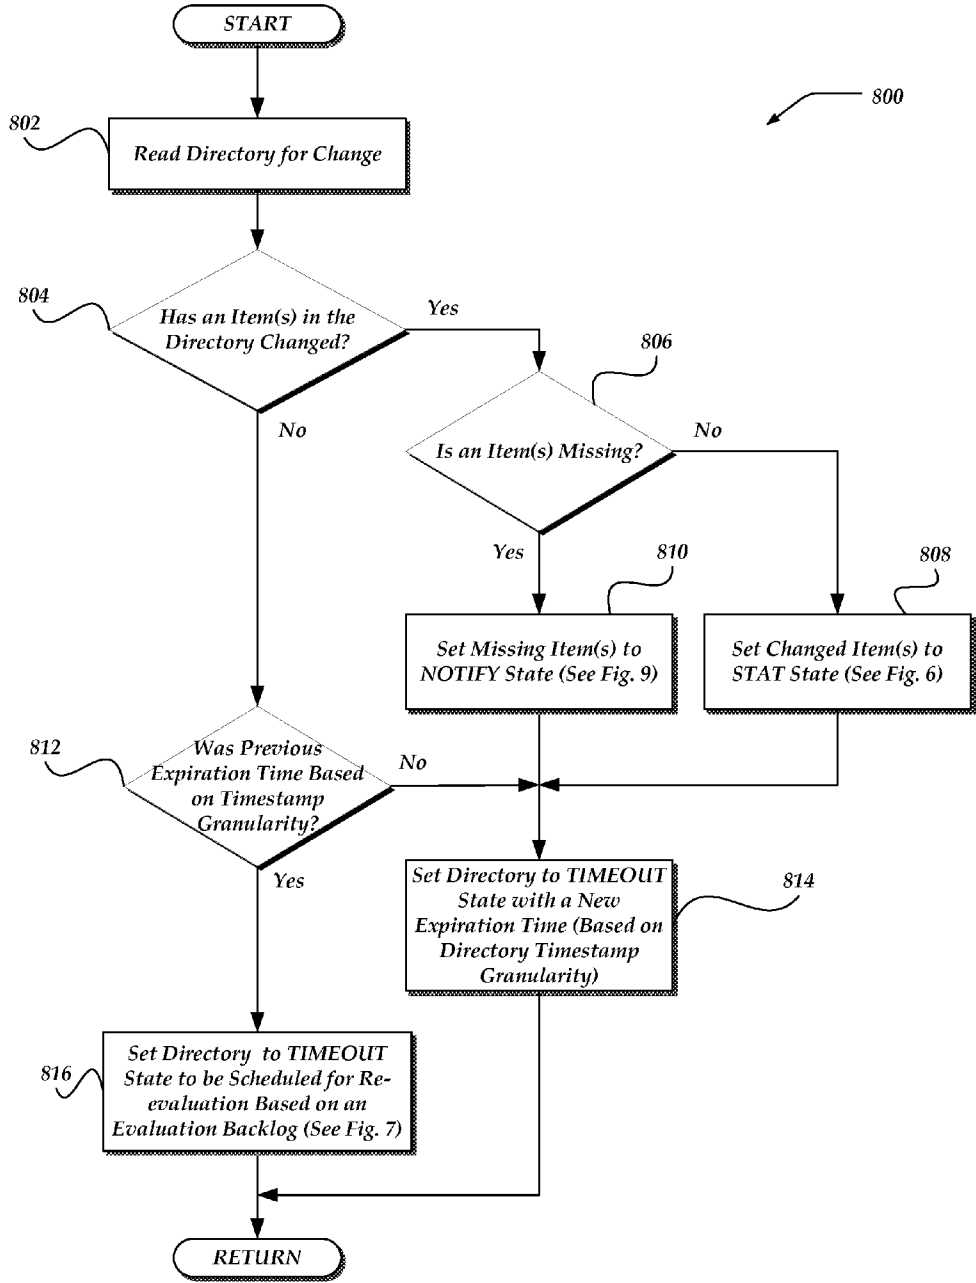 START
800
802
Read Directory for Change
804
Has an Item(s) in the
Directory Changed?
Yes
No
806
Is an Item(s) Missing?
No
Yes
810
Set Missing Item(s) to
NOTIFY State (See Fig. 9)
808
Set Changed Item(s) to
STAT State (See Fig. 6)
812
Was Previous
Expiration Time Based
on Timestamp
Granularity?
No
Yes
814
Set Directory to TIMEOUT
State with a New
Expiration Time (Based on
Directory Timestamp
Granularity)
816
Set Directory to TIMEOUT
State to be Scheduled for Re-
evaluation Based on an
Evaluation Backlog (See Fig. 7)
RETURN